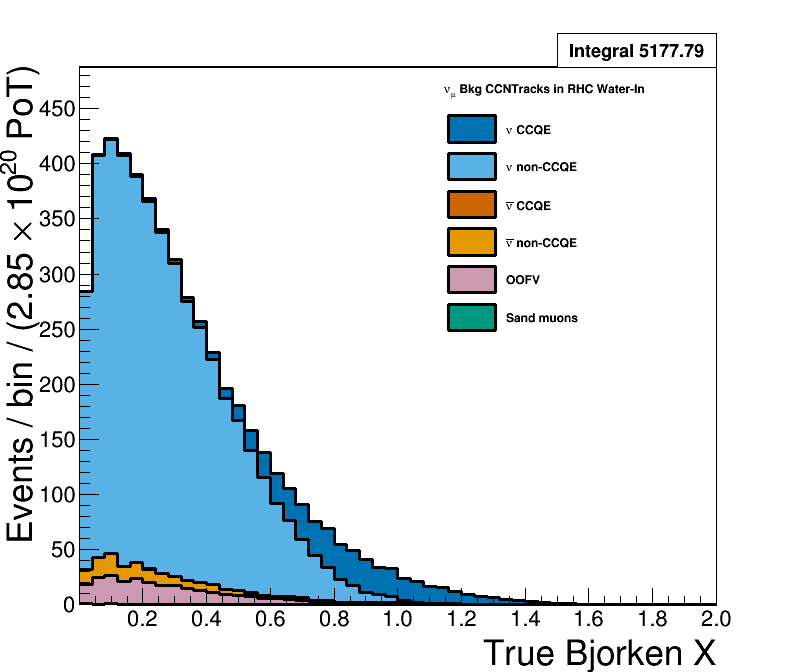 Integral 5177.79
νμ Bkg CCNTracks in RHC Water-In
ν CCQE
ν non-CCQE
ν̅ CCQE
ν̅ non-CCQE
OOFV
Sand muons
Events / bin / (2.85 × 10²⁰ PoT)
450
400
350
300
250
200
150
100
50
0
0.2 0.4 0.6 0.8 1.0 1.2 1.4 1.6 1.8 2.0
True Bjorken X